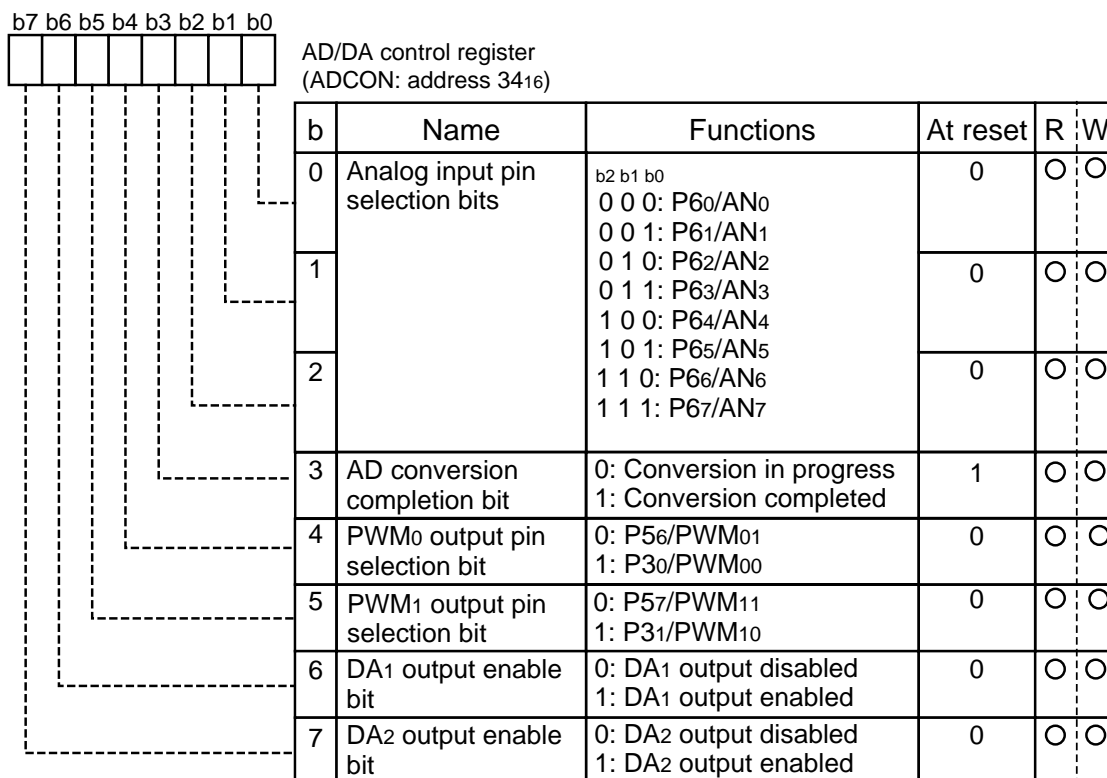 b7 b6 b5 b4 b3 b2 b1 b0
AD/DA control register
(ADCON: address 3416)
b Name Functions At reset R W
0 Analog input pin selection bits 0
b2 b1 b0
0 0 0: P60/AN0
0 0 1: P61/AN1
0 1 0: P62/AN2
0 1 1: P63/AN3
1 0 0: P64/AN4
1 0 1: P65/AN5
1 1 0: P66/AN6
1 1 1: P67/AN7
1 0
2 0
3 AD conversion completion bit
0: Conversion in progress
1: Conversion completed
1
4 PWM0 output pin selection bit
0: P56/PWM01
1: P30/PWM00
0
5 PWM1 output pin selection bit
0: P57/PWM11
1: P31/PWM10
0
6 DA1 output enable bit
0: DA1 output disabled
1: DA1 output enabled
0
7 DA2 output enable bit
0: DA2 output disabled
1: DA2 output enabled
0